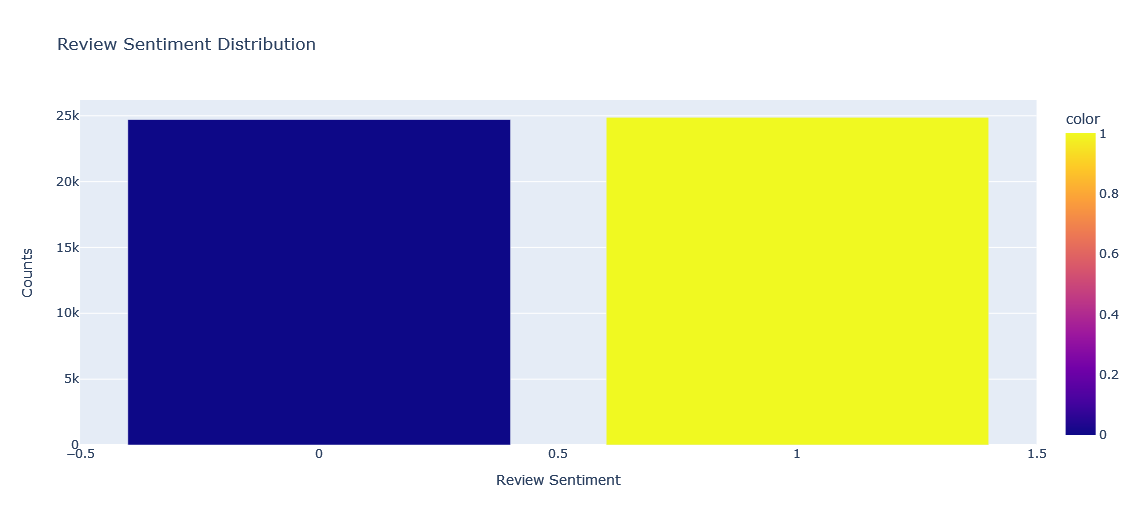 Review Sentiment Distribution
25k
20k
15k
10k
5k
0
−0.5
0
0.5
1
1.5
Counts
Review Sentiment
color
1
0.8
0.6
0.4
0.2
0